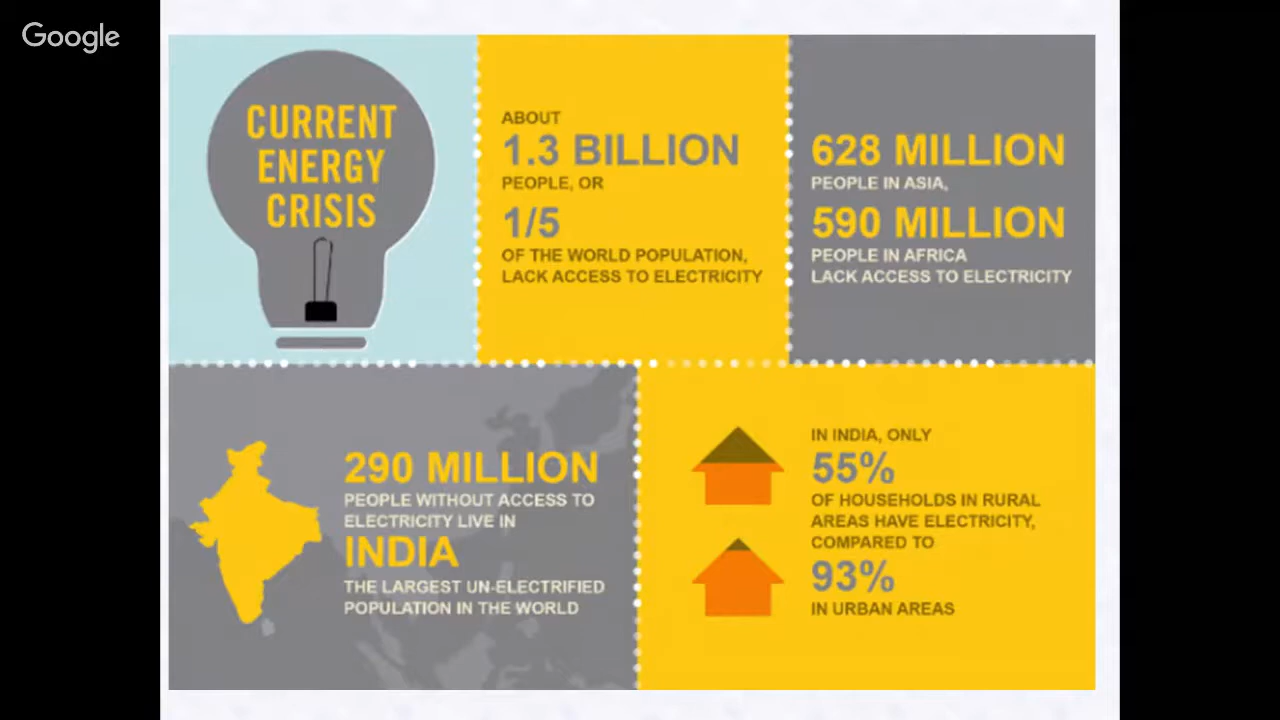 Google
CURRENT
ENERGY
CRISIS
ABOUT
1.3 BILLION
PEOPLE, OR
1/5
OF THE WORLD POPULATION,
LACK ACCESS TO ELECTRICITY
628 MILLION
PEOPLE IN ASIA,
590 MILLION
PEOPLE IN AFRICA
LACK ACCESS TO ELECTRICITY
290 MILLION
PEOPLE WITHOUT ACCESS TO
ELECTRICITY LIVE IN
INDIA
THE LARGEST UN-ELECTRIFIED
POPULATION IN THE WORLD
IN INDIA, ONLY
55%
OF HOUSEHOLDS IN RURAL
AREAS HAVE ELECTRICITY,
COMPARED TO
93%
IN URBAN AREAS